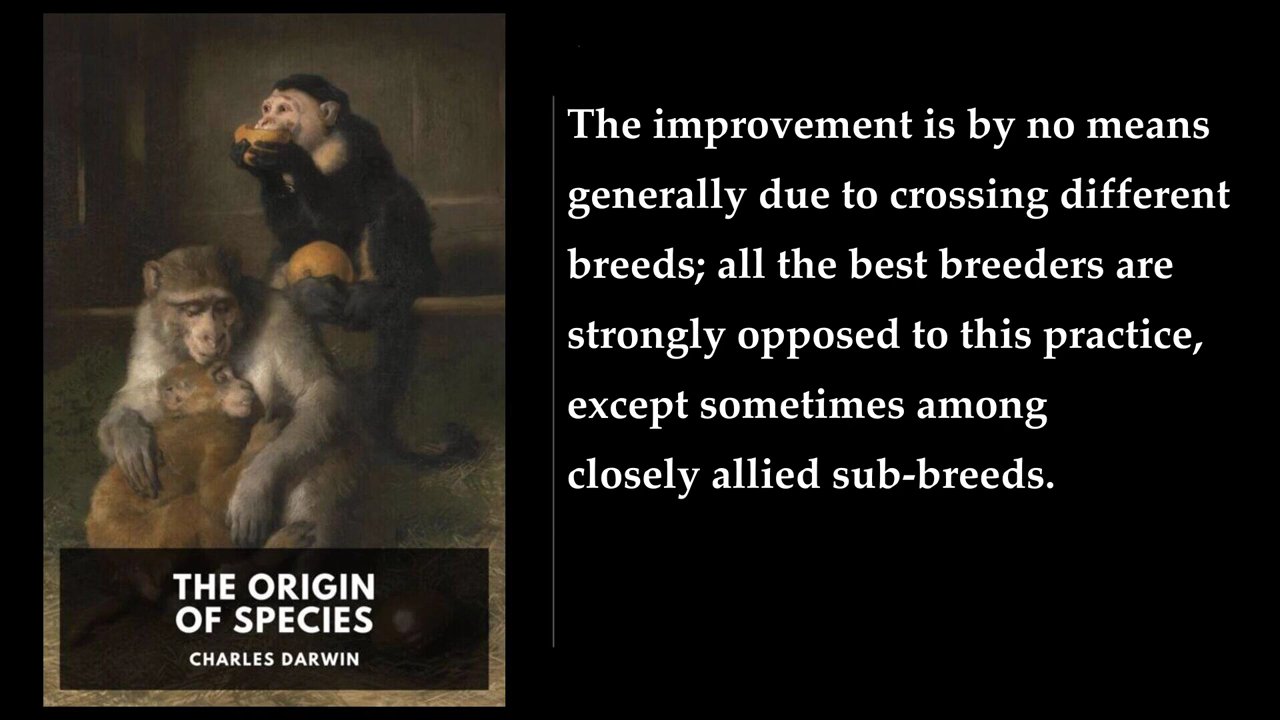 THE ORIGIN
OF SPECIES
CHARLES DARWIN
The improvement is by no means
generally due to crossing different
breeds; all the best breeders are
strongly opposed to this practice,
except sometimes among
closely allied sub-breeds.